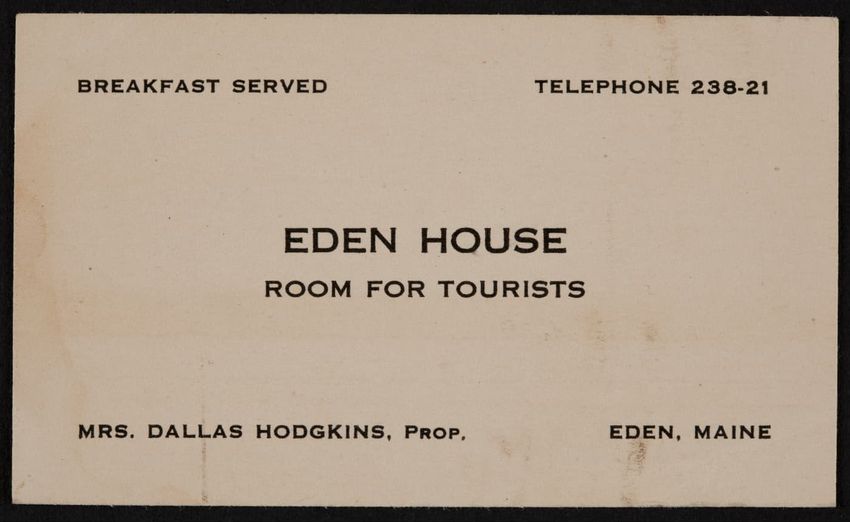 BREAKFAST SERVED
TELEPHONE 238-21
EDEN HOUSE
ROOM FOR TOURISTS
MRS. DALLAS HODGKINS, PROP.
EDEN, MAINE